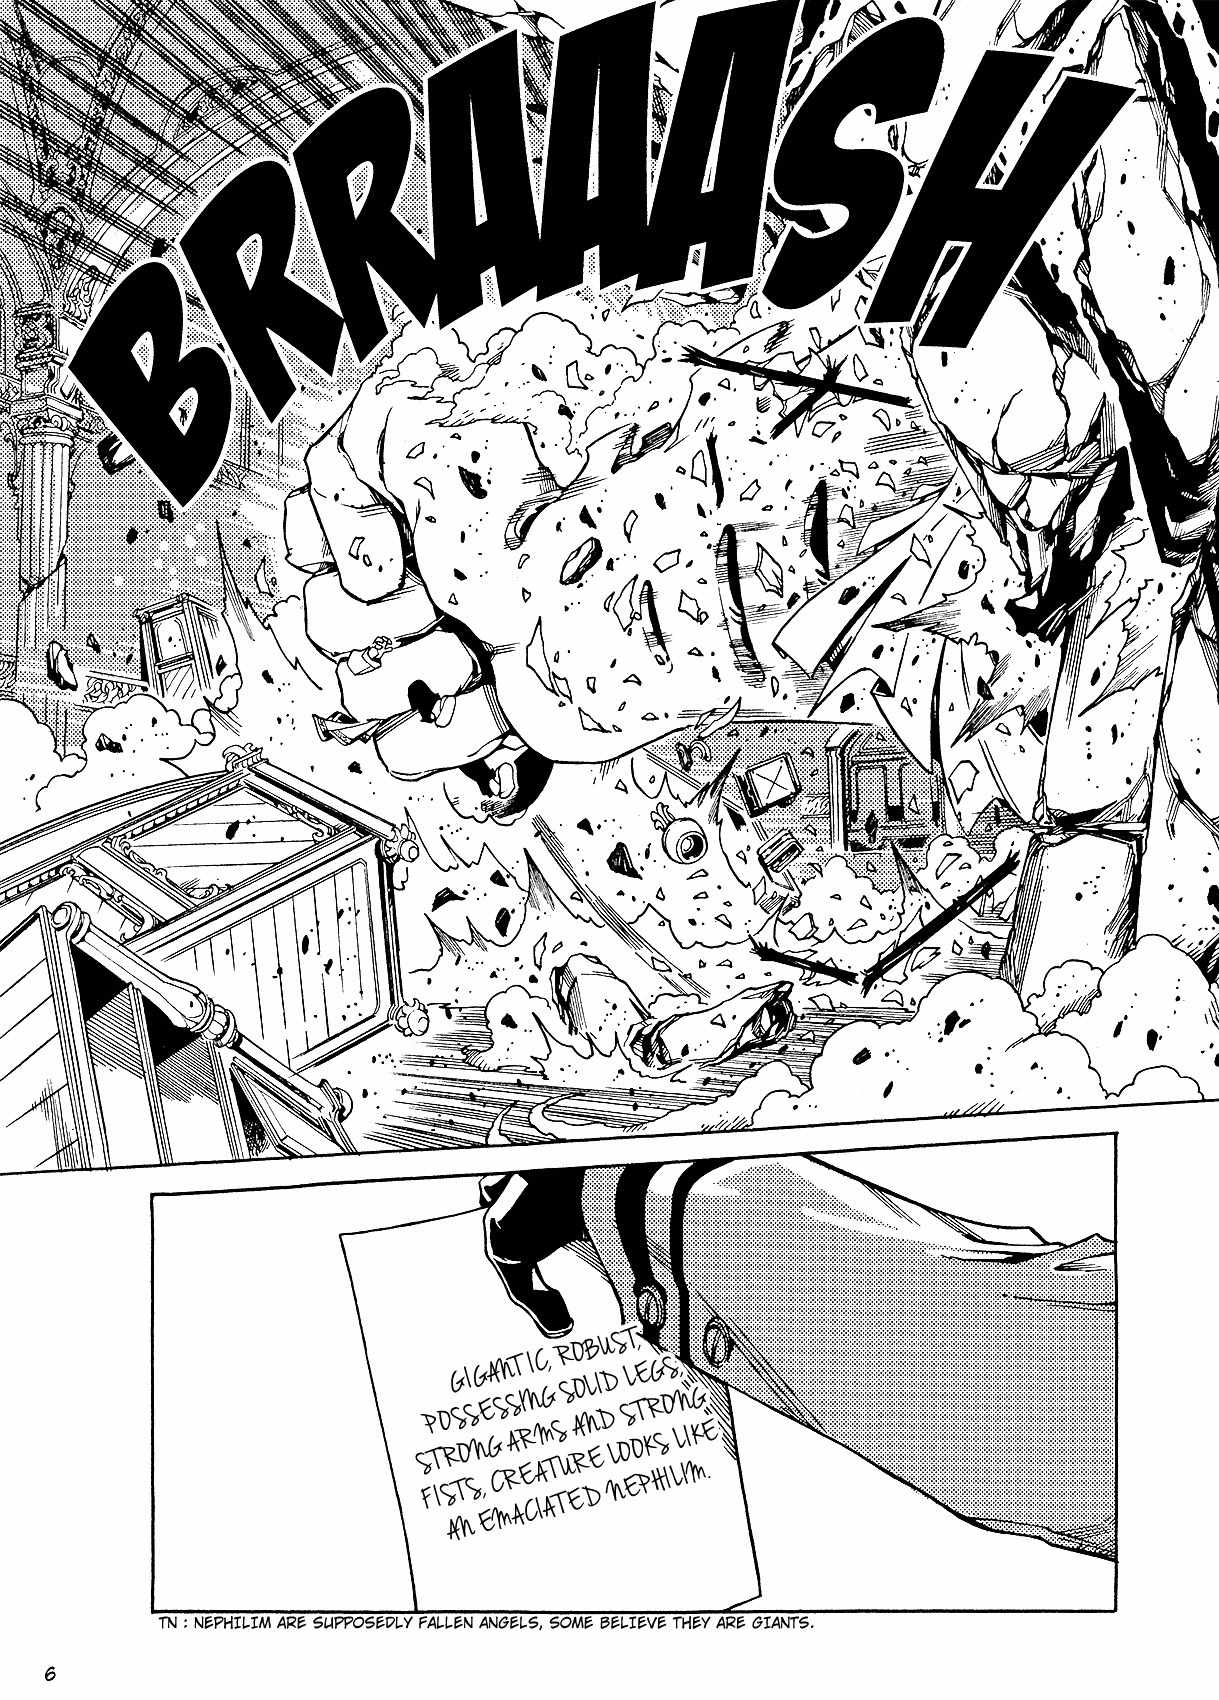 BRRAAASH
GIGANTIC, ROBUST,
POSSESSING SOLID LEGS,
STRONG ARMS AND STRONG
FISTS, CREATURE LOOKS LIKE
AN EMACIATED NEPHILIM.
TN : NEPHILIM ARE SUPPOSEDLY FALLEN ANGELS, SOME BELIEVE THEY ARE GIANTS.
6